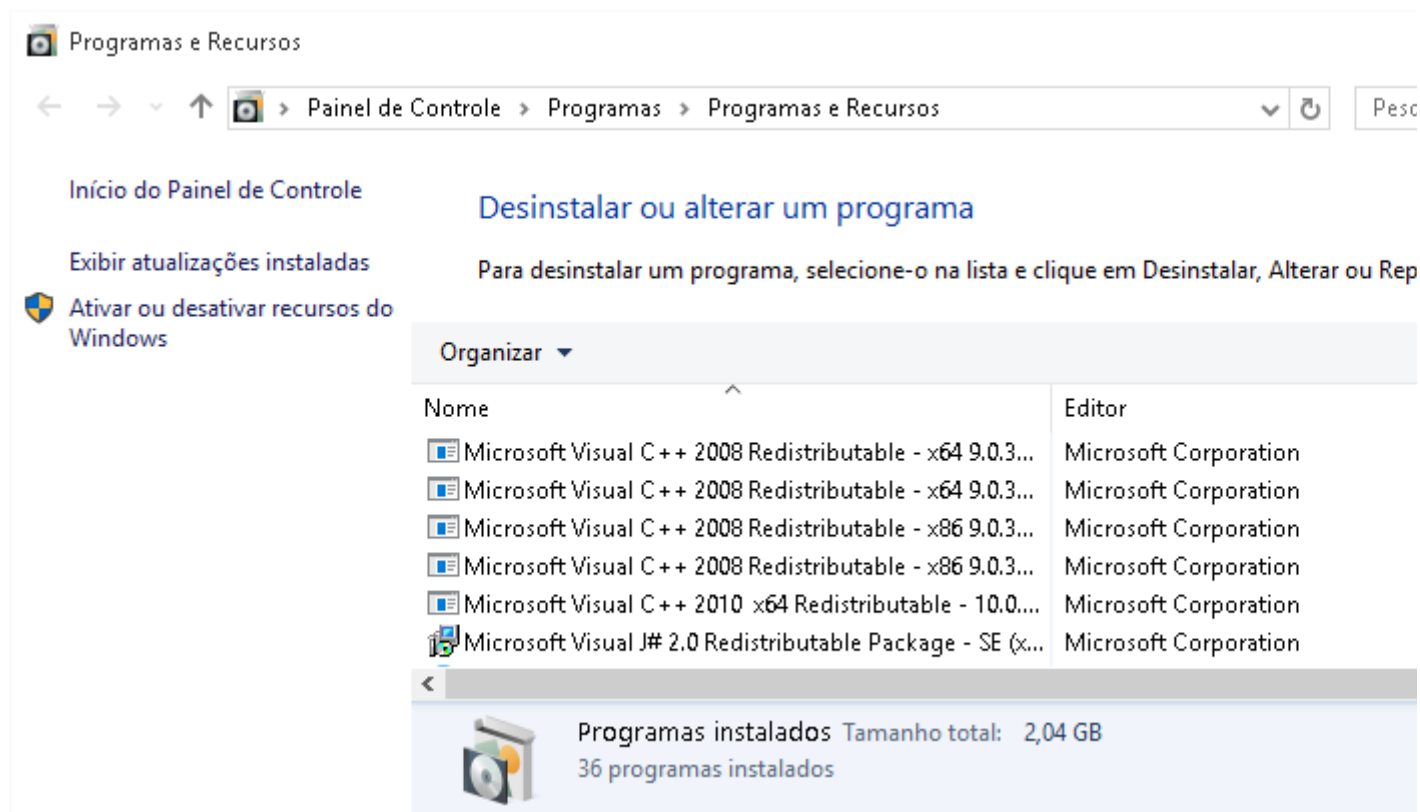 Programas e Recursos
Painel de Controle > Programas > Programas e Recursos
Início do Painel de Controle
Exibir atualizações instaladas
Ativar ou desativar recursos do
Windows
Desinstalar ou alterar um programa
Para desinstalar um programa, selecione-o na lista e clique em Desinstalar, Alterar ou Rep
Organizar
Nome Editor
Microsoft Visual C++ 2008 Redistributable - x64 9.0.3... Microsoft Corporation
Microsoft Visual C++ 2008 Redistributable - x64 9.0.3... Microsoft Corporation
Microsoft Visual C++ 2008 Redistributable - x86 9.0.3... Microsoft Corporation
Microsoft Visual C++ 2008 Redistributable - x86 9.0.3... Microsoft Corporation
Microsoft Visual C++ 2010 x64 Redistributable - 10.0.... Microsoft Corporation
Microsoft Visual J# 2.0 Redistributable Package - SE (x... Microsoft Corporation
Programas instalados Tamanho total: 2,04 GB
36 programas instalados